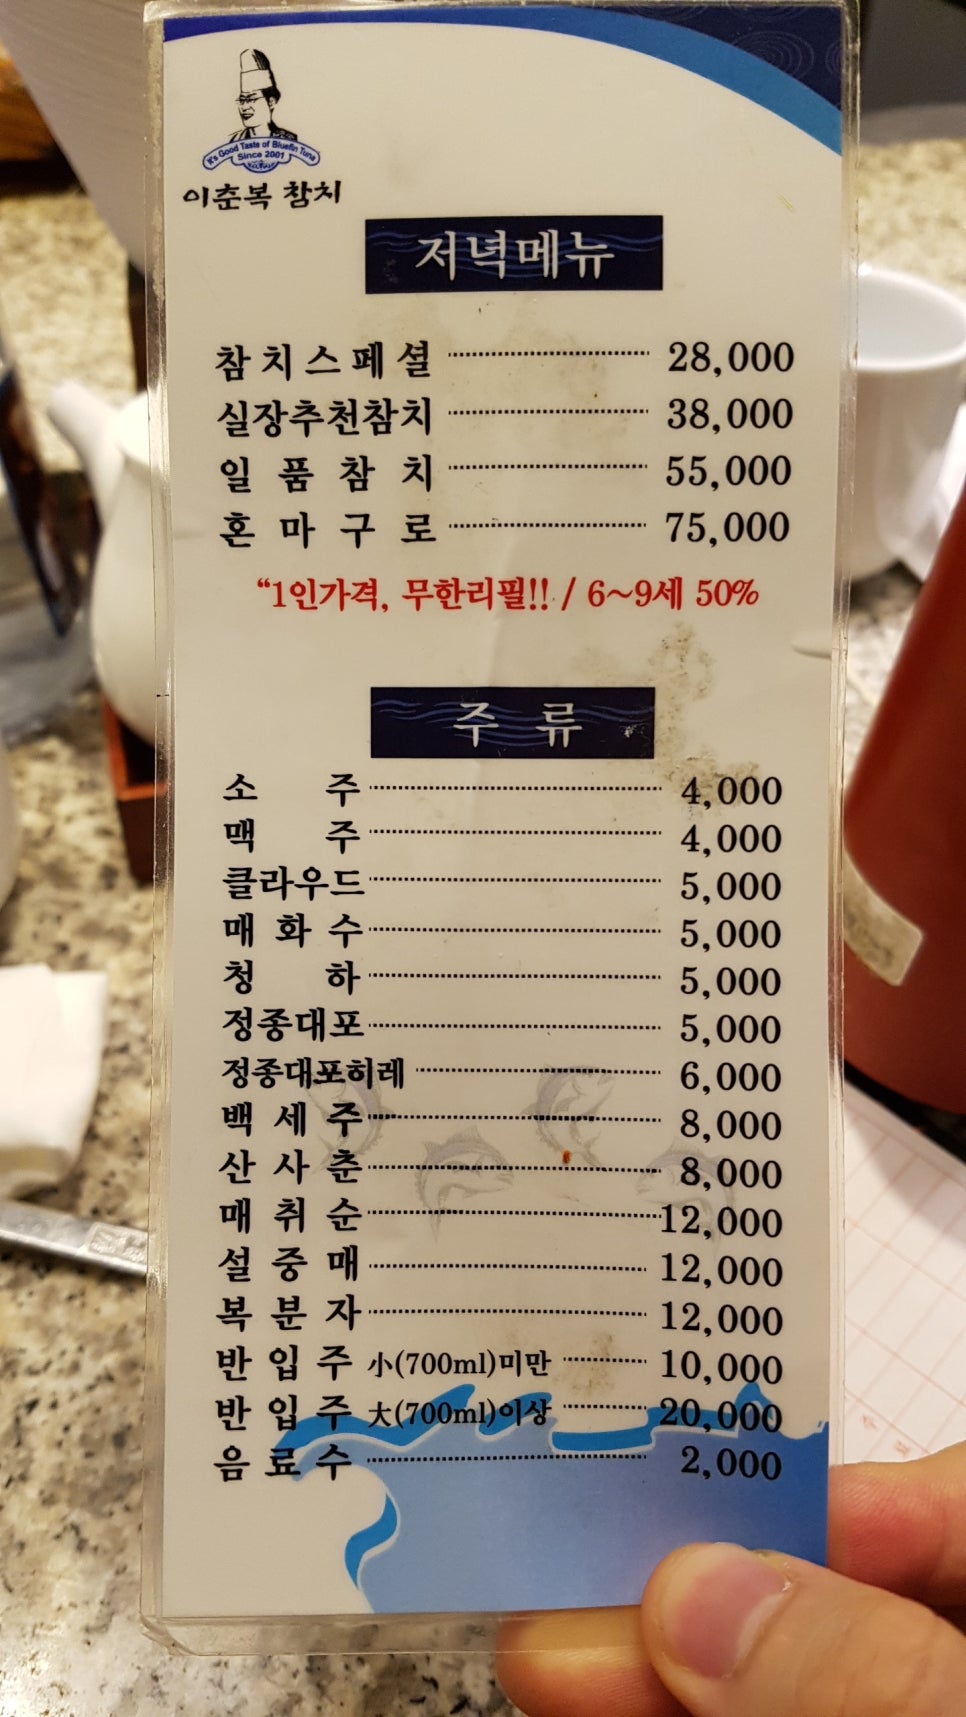 It's Good Taste of Bluefin Tuna
Since 2001
이춘복 참치
저녁메뉴
참치스페셜 28,000
실장추천참치 38,000
일품참치 55,000
혼마구로 75,000
“1인가격, 무한리필!! / 6~9세 50%
주류
소주 4,000
맥주 4,000
클라우드 5,000
매화수 5,000
청하 5,000
정종대포 5,000
정종대포히레 6,000
백세주 8,000
산사춘 8,000
매취순 12,000
설중매 12,000
복분자 12,000
반입주 小(700ml)미만 10,000
반입주 大(700ml)이상 20,000
음료수 2,000